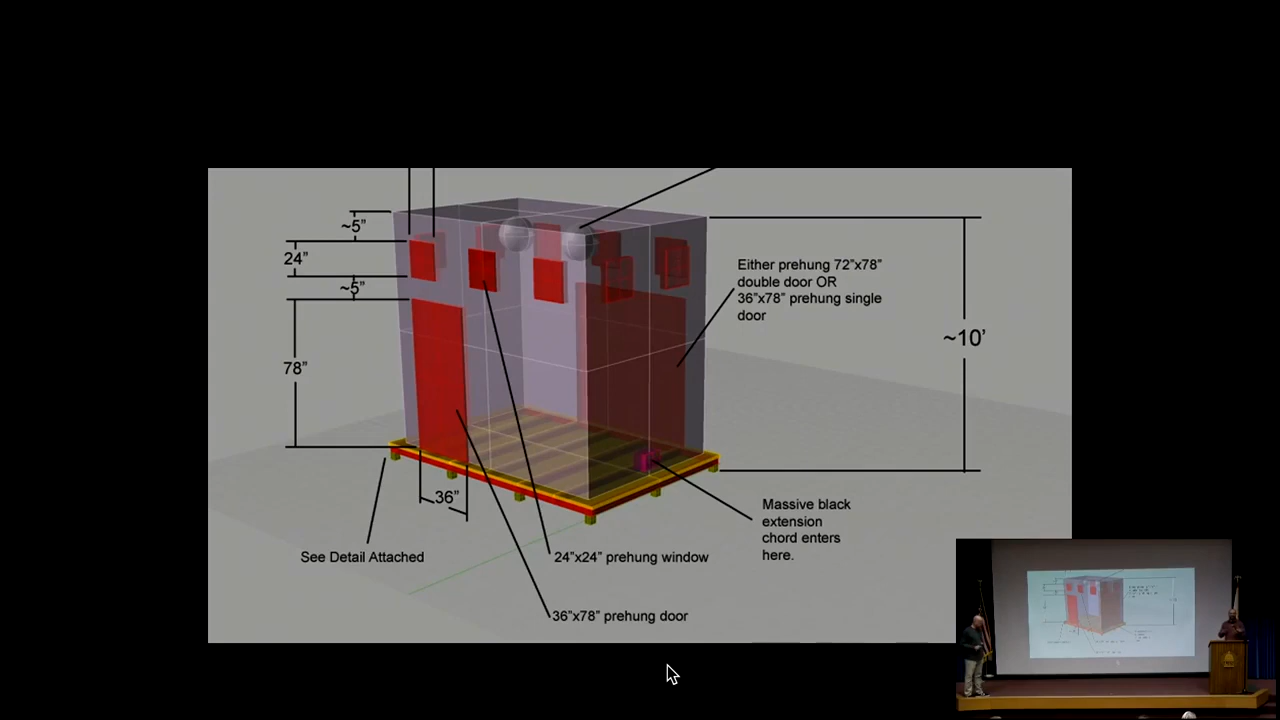 ~5”
24”
~5”
78”
36”
See Detail Attached
24”x24” prehung window
36”x78” prehung door
Either prehung 72”x78”
double door OR
36”x78” prehung single
door
~10’
Massive black
extension
chord enters
here.